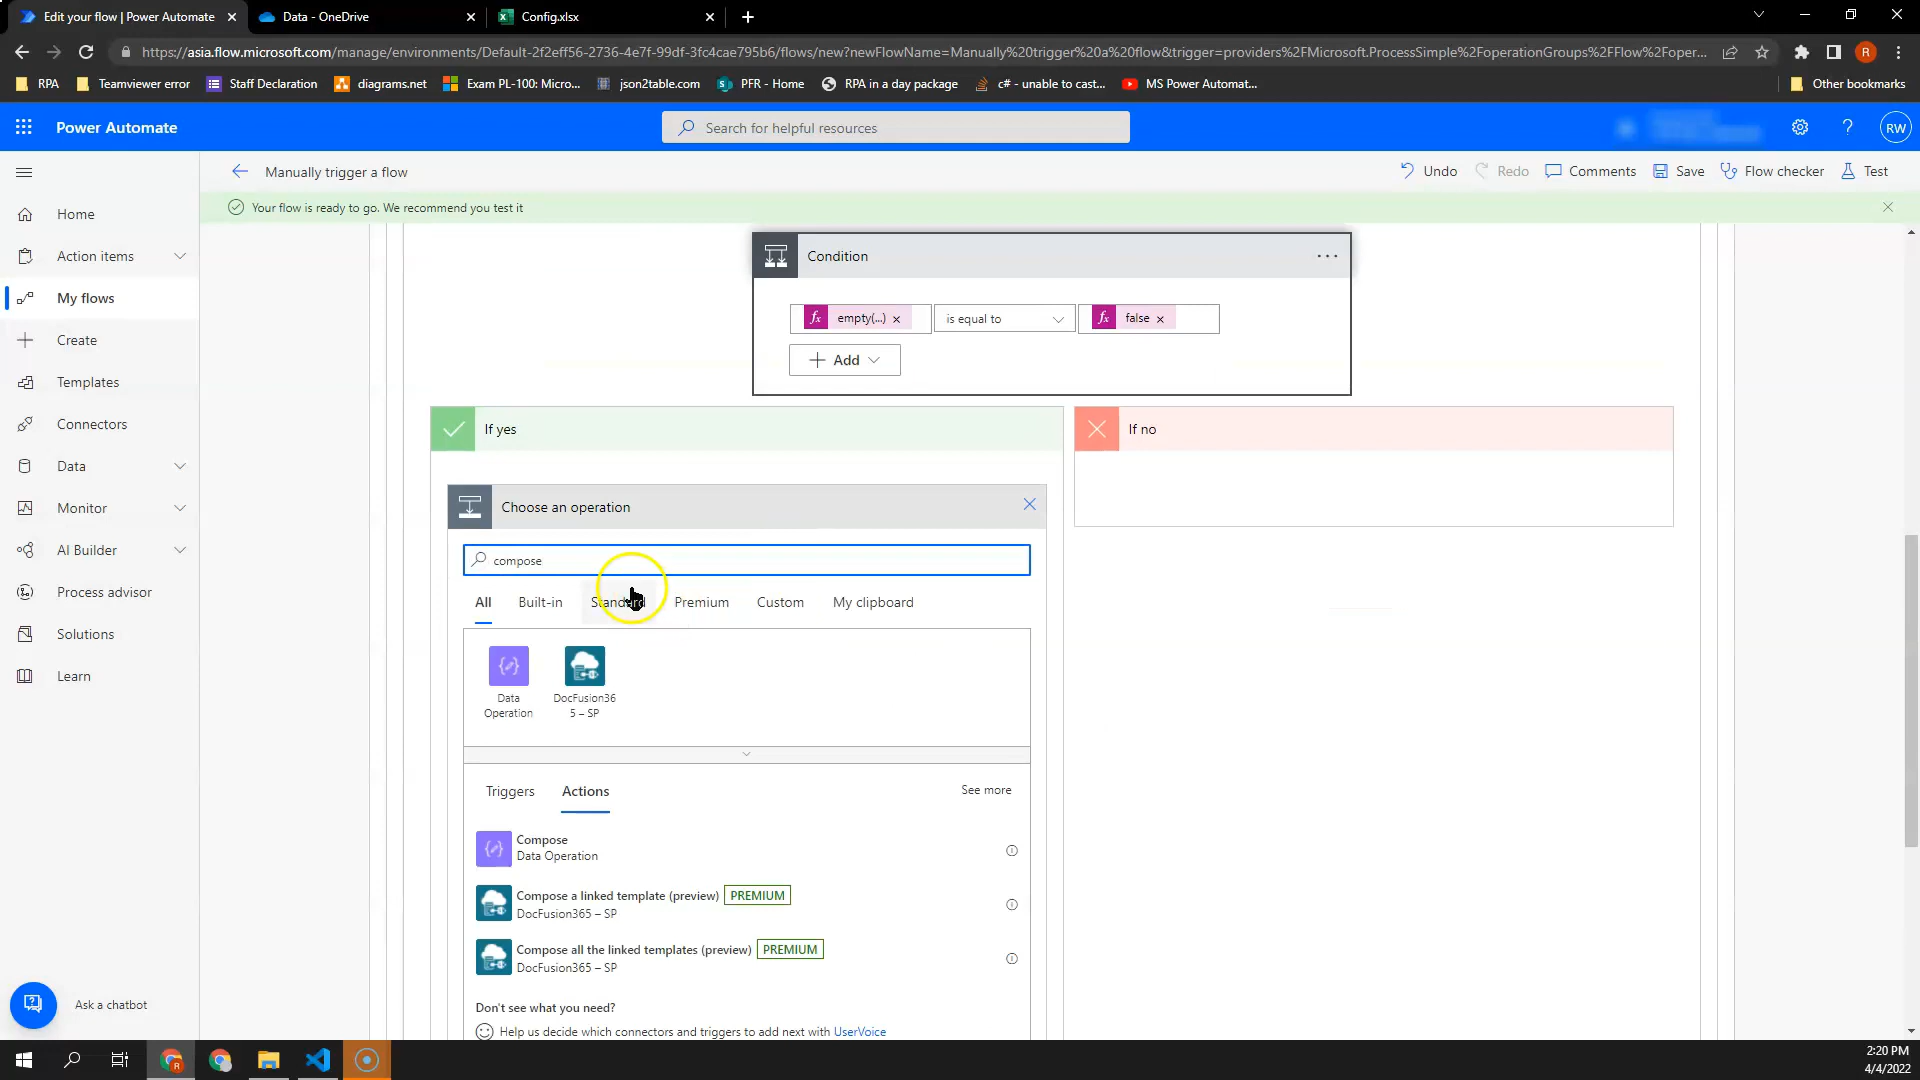 Edit your flow | Power Automate
Data - OneDrive
Config.xlsx
https://asia.flow.microsoft.com/manage/environments/Default-2f2eff56-2736-4e7f-99df-3fc4cae795b6/flows/new?newFlowName=Manually%20trigger%20a%20flow&trigger=providers%2FMicrosoft.ProcessSimple%2FoperationGroups%2FFlow%2Foper...
R
RPA
Teamviewer error
Staff Declaration
diagrams.net
Exam PL-100: Micro...
json2table.com
PFR - Home
RPA in a day package
c# - unable to cast...
MS Power Automat...
Other bookmarks
Power Automate
Search for helpful resources
?
RW
Manually trigger a flow
Undo
Redo
Comments
Save
Flow checker
Test
Your flow is ready to go. We recommend you test it
Home
Action items
My flows
Create
Templates
Connectors
Data
Monitor
AI Builder
Process advisor
Solutions
Learn
Ask a chatbot
Condition
fx empty(...)
is equal to
fx false
Add
If yes
If no
Choose an operation
compose
All
Built-in
Standard
Premium
Custom
My clipboard
Data
Operation
DocFusion36
5 – SP
Triggers
Actions
See more
Compose
Data Operation
Compose a linked template (preview) PREMIUM
DocFusion365 – SP
Compose all the linked templates (preview) PREMIUM
DocFusion365 – SP
Don't see what you need?
Help us decide which connectors and triggers to add next with UserVoice
2:20 PM
4/4/2022